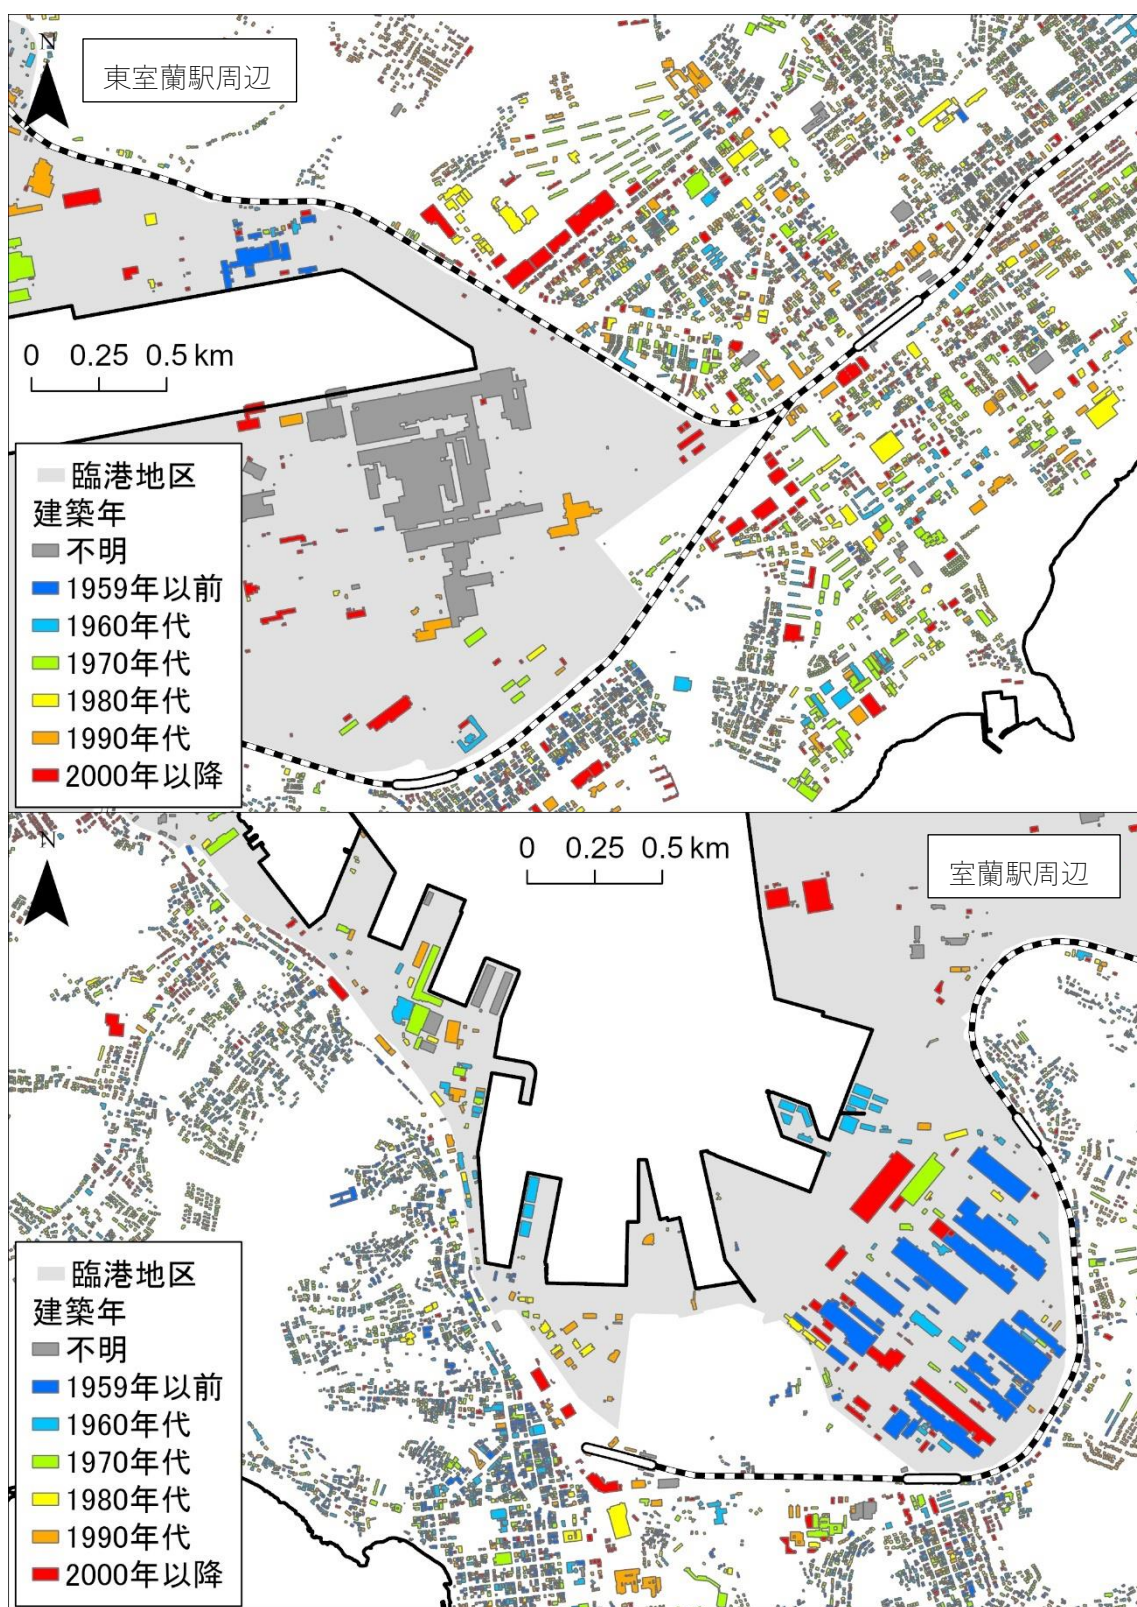 N
東室蘭駅周辺
0 0.25 0.5 km
臨港地区
建築年
不明
1959年以前
1960年代
1970年代
1980年代
1990年代
2000年以降
N
0 0.25 0.5 km
室蘭駅周辺
臨港地区
建築年
不明
1959年以前
1960年代
1970年代
1980年代
1990年代
2000年以降